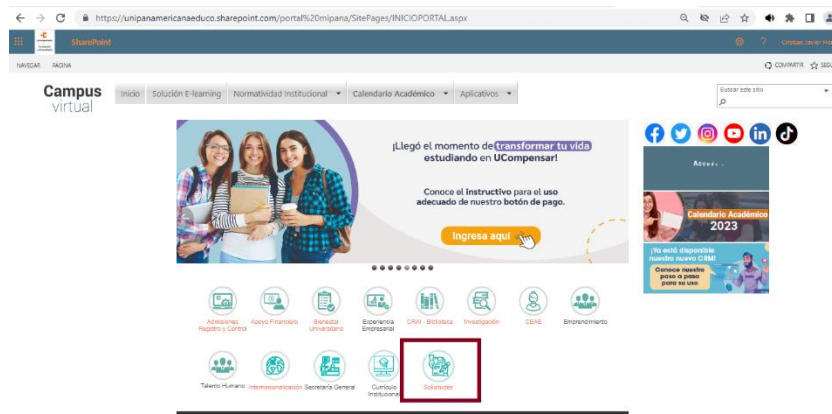 https://unipanamericanaeduco.sharepoint.com/portal%20mipana/SitePages/INICIOPORTAL.aspx
SharePoint
NAVEGAR PÁGINA
COMPARTIR
Campus
virtual
Inicio Solución E-learning Normatividad Institucional Calendario Académico Aplicativos
Buscar este sitio
¡Llegó el momento de transformar tu vida
estudiando en UCompensar!
Conoce el instructivo para el uso
adecuado de nuestro botón de pago.
Ingresa aquí
Calendario Académico
2023
¡Ya está disponible
nuestro nuevo CRM!
Conoce nuestro
paso a paso
para su uso
Admisiones
Registro y Control
Apoyo Financiero
Bienestar
Universitario
Experiencia
Empresarial
CRAI - Biblioteca
Investigación
CEAE
Emprendimiento
Talento Humano
Internacionalización
Secretaría General
Currículo
Institucional
Solicitudes